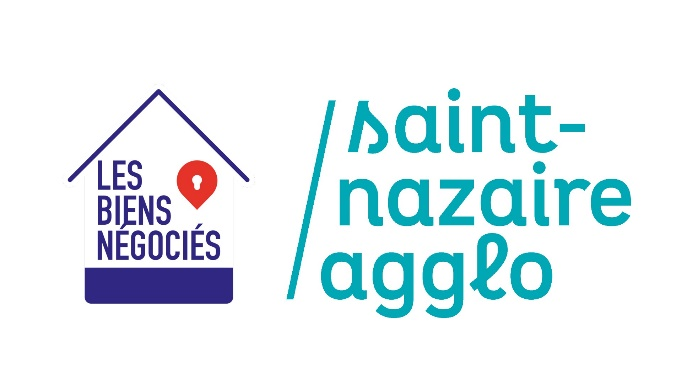 LES
BIENS
NÉGOCIÉS
saint-
nazaire
agglo